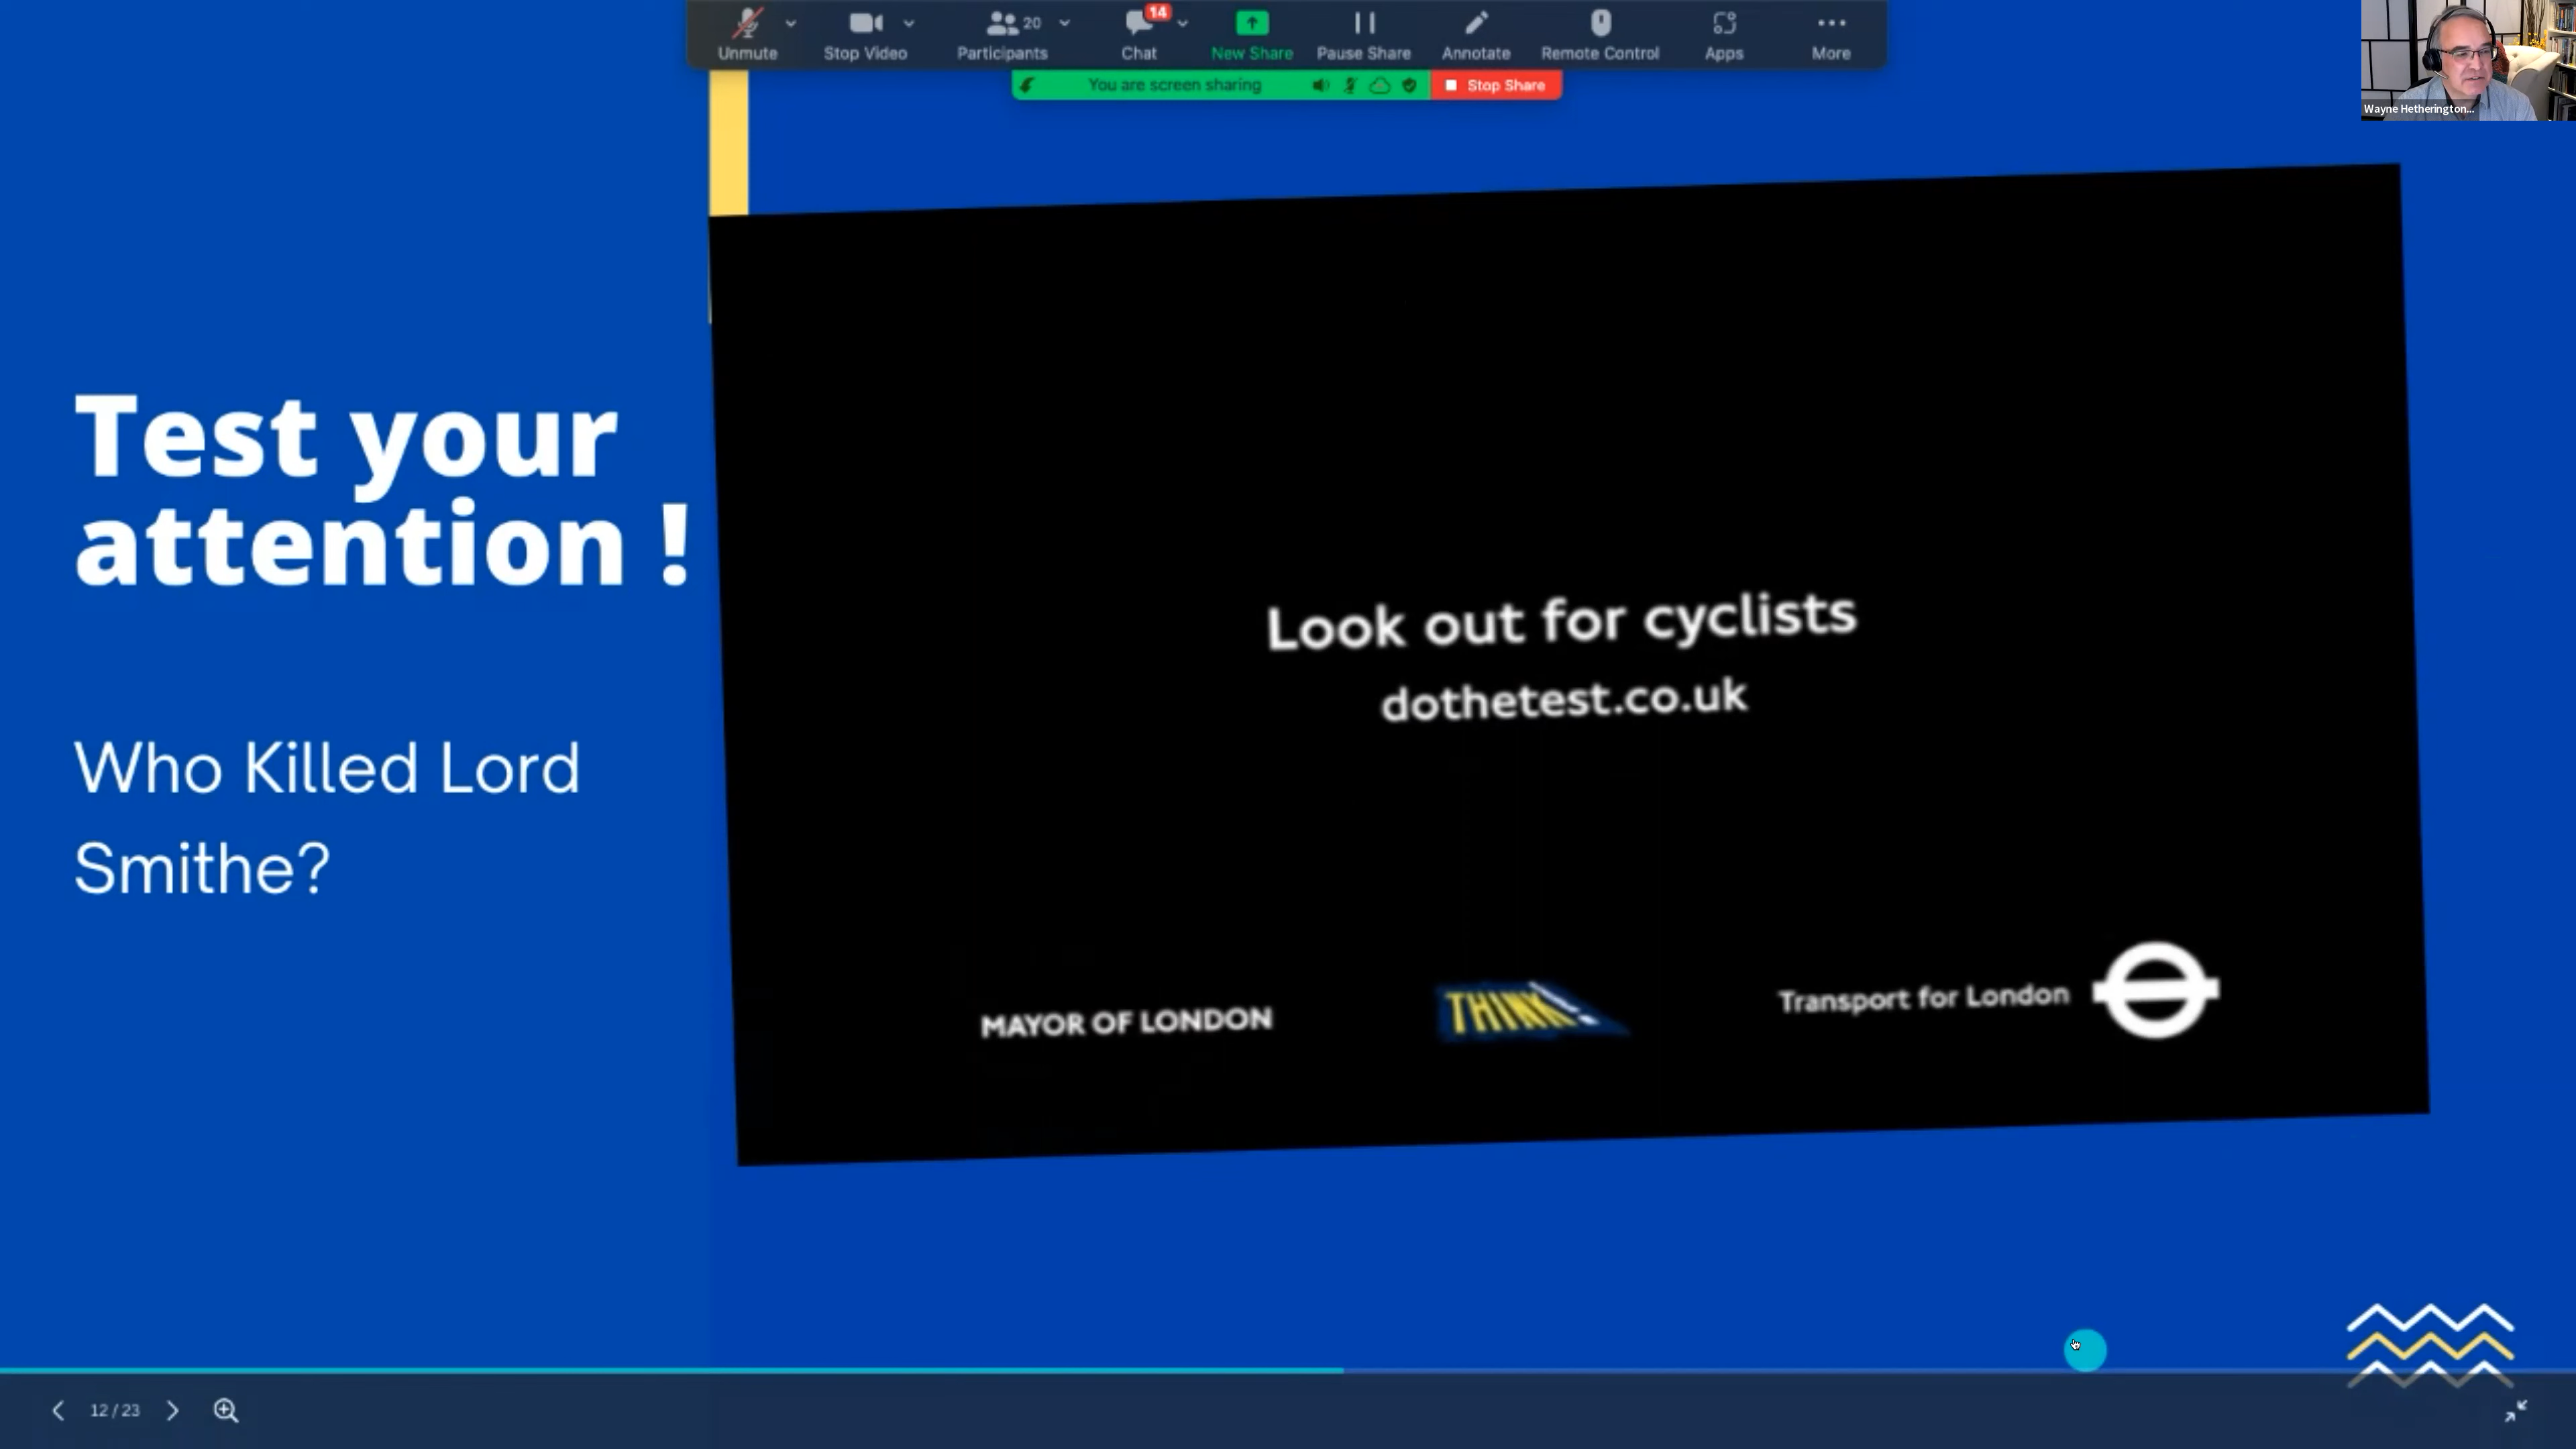 Unmute
Stop Video
Participants
20
Chat
14
New Share
Pause Share
Annotate
Remote Control
Apps
More
You are screen sharing
Stop Share
Wayne Hetherington...
Test your
attention !
Who Killed Lord
Smithe?
Look out for cyclists
dothetest.co.uk
MAYOR OF LONDON
THINK!
Transport for London
12 / 23